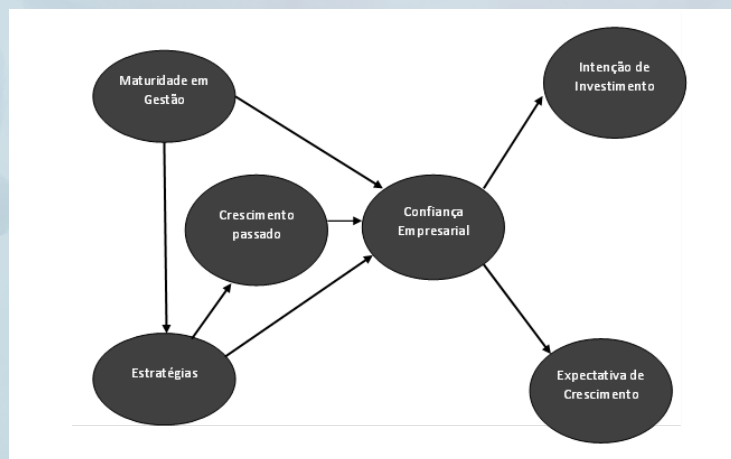 Maturidade em
Gestão
Intenção de
Investimento
Crescimento
passado
Confiança
Empresarial
Estratégias
Expectativa de
Crescimento